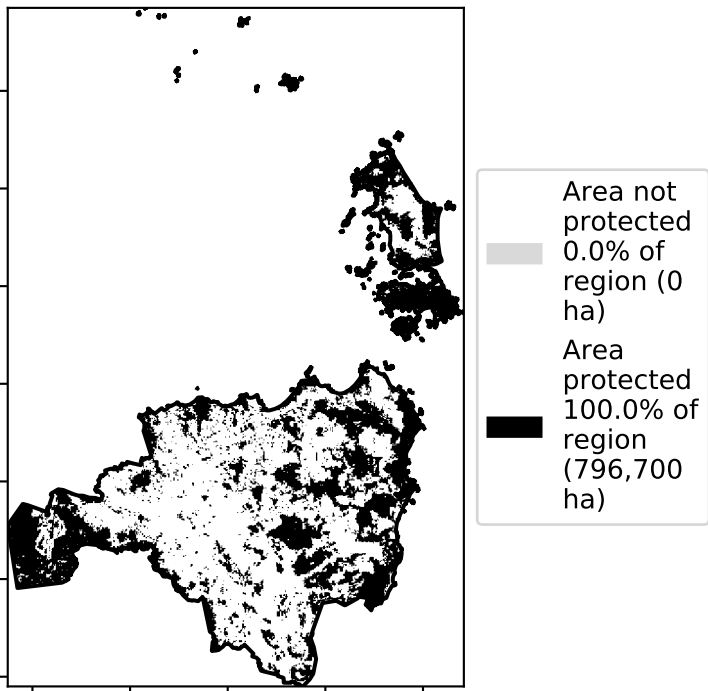 Area not
protected
0.0% of
region (0
ha)
Area
protected
100.0% of
region
(796,700
ha)